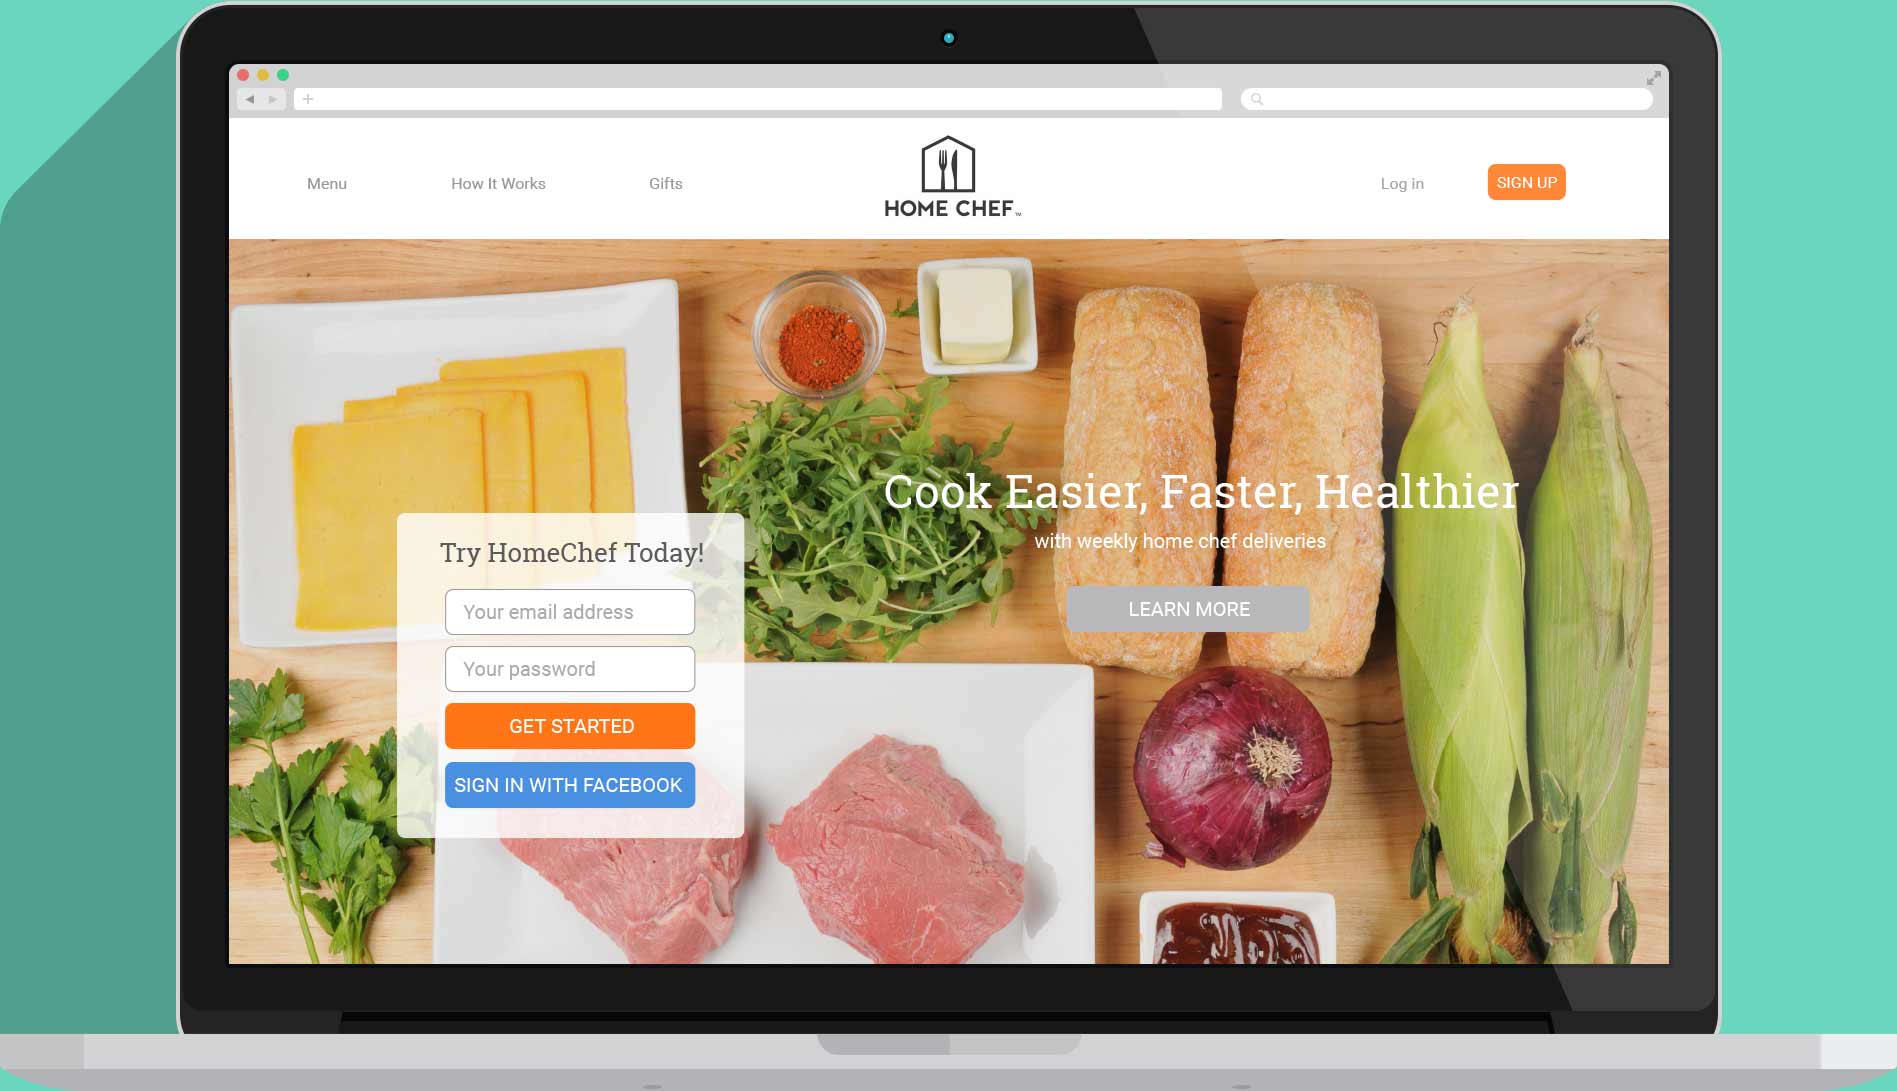 Menu
How It Works
Gifts
HOME CHEF™
Log in
SIGN UP
Cook Easier, Faster, Healthier
with weekly home chef deliveries
LEARN MORE
Try HomeChef Today!
Your email address
Your password
GET STARTED
SIGN IN WITH FACEBOOK